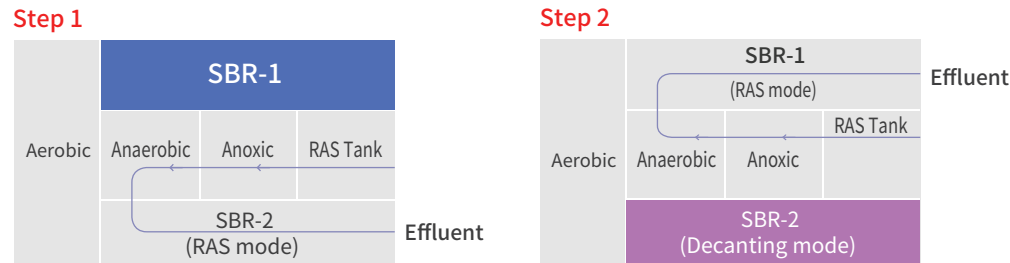 Step 1
SBR-1
Aerobic
Anaerobic
Anoxic
RAS Tank
SBR-2
(RAS mode)
Effluent
Step 2
SBR-1
(RAS mode)
Effluent
Aerobic
Anaerobic
Anoxic
RAS Tank
SBR-2
(Decanting mode)